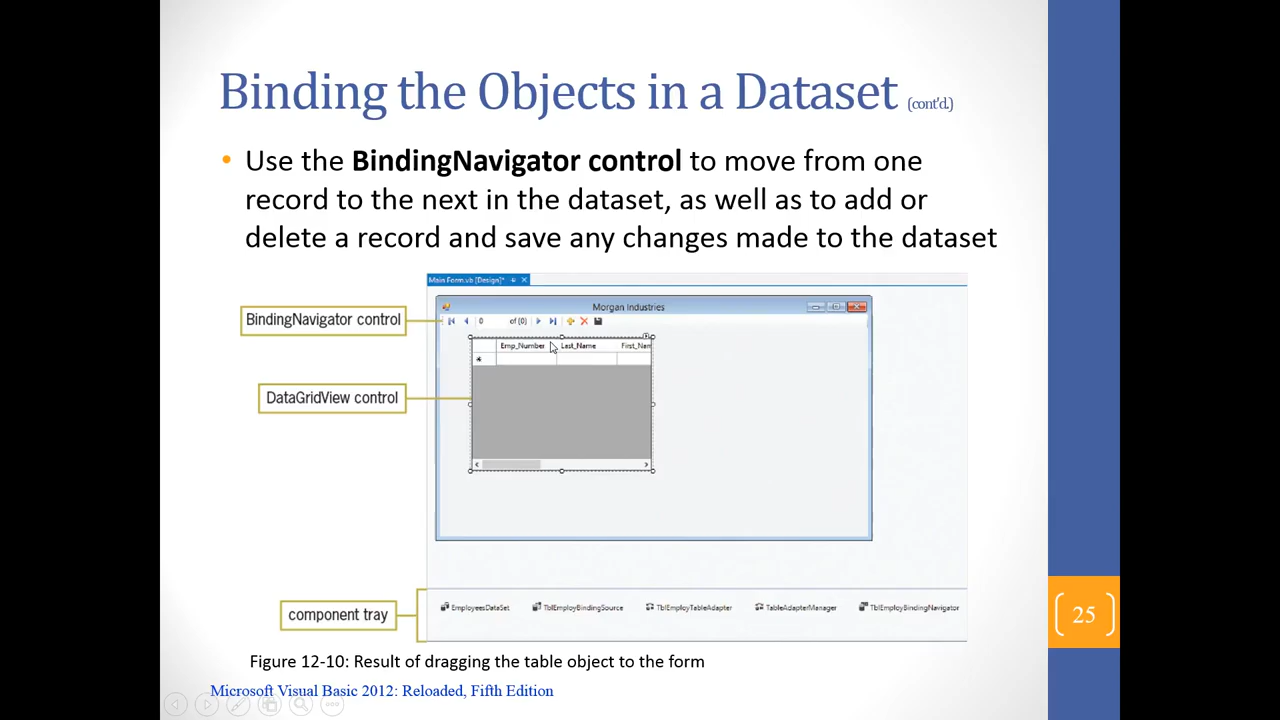 Binding the Objects in a Dataset (cont'd.)
• Use the BindingNavigator control to move from one
record to the next in the dataset, as well as to add or
delete a record and save any changes made to the dataset
Main Form.vb [Design]*
Morgan Industries
BindingNavigator control
0 of {0}
Emp_Number Last_Name First_Nam
DataGridView control
component tray
EmployeesDataSet TblEmployBindingSource TblEmployTableAdapter TableAdapterManager TblEmployBindingNavigator
25
Figure 12-10: Result of dragging the table object to the form
Microsoft Visual Basic 2012: Reloaded, Fifth Edition